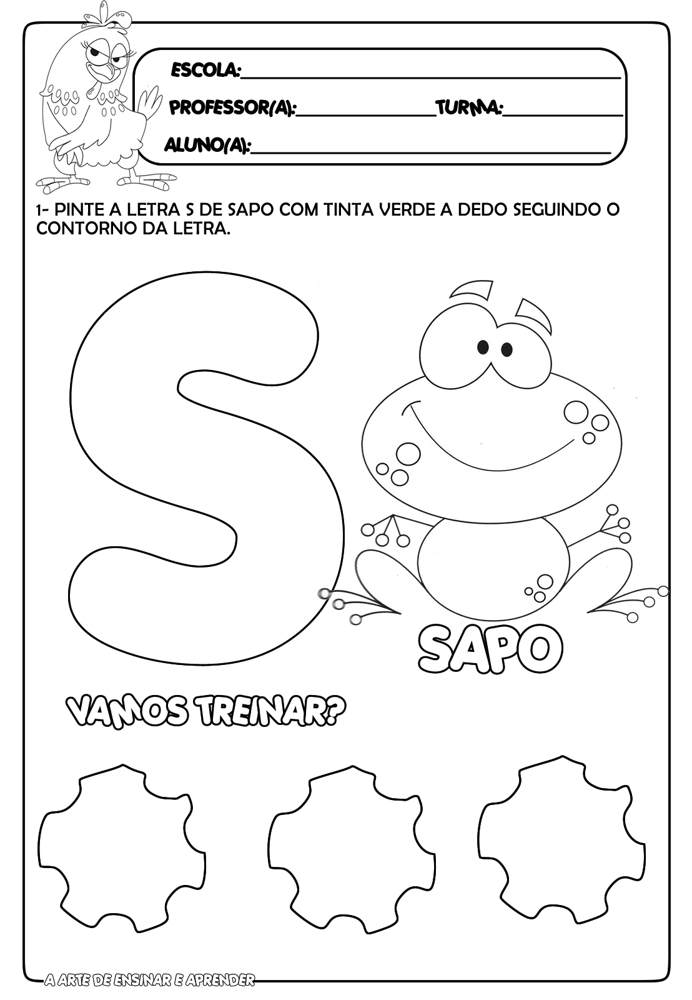 ESCOLA:
PROFESSOR(A): TURMA:
ALUNO(A):
1- PINTE A LETRA S DE SAPO COM TINTA VERDE A DEDO SEGUINDO O
CONTORNO DA LETRA.
S
SAPO
VAMOS TREINAR?
A ARTE DE ENSINAR E APRENDER